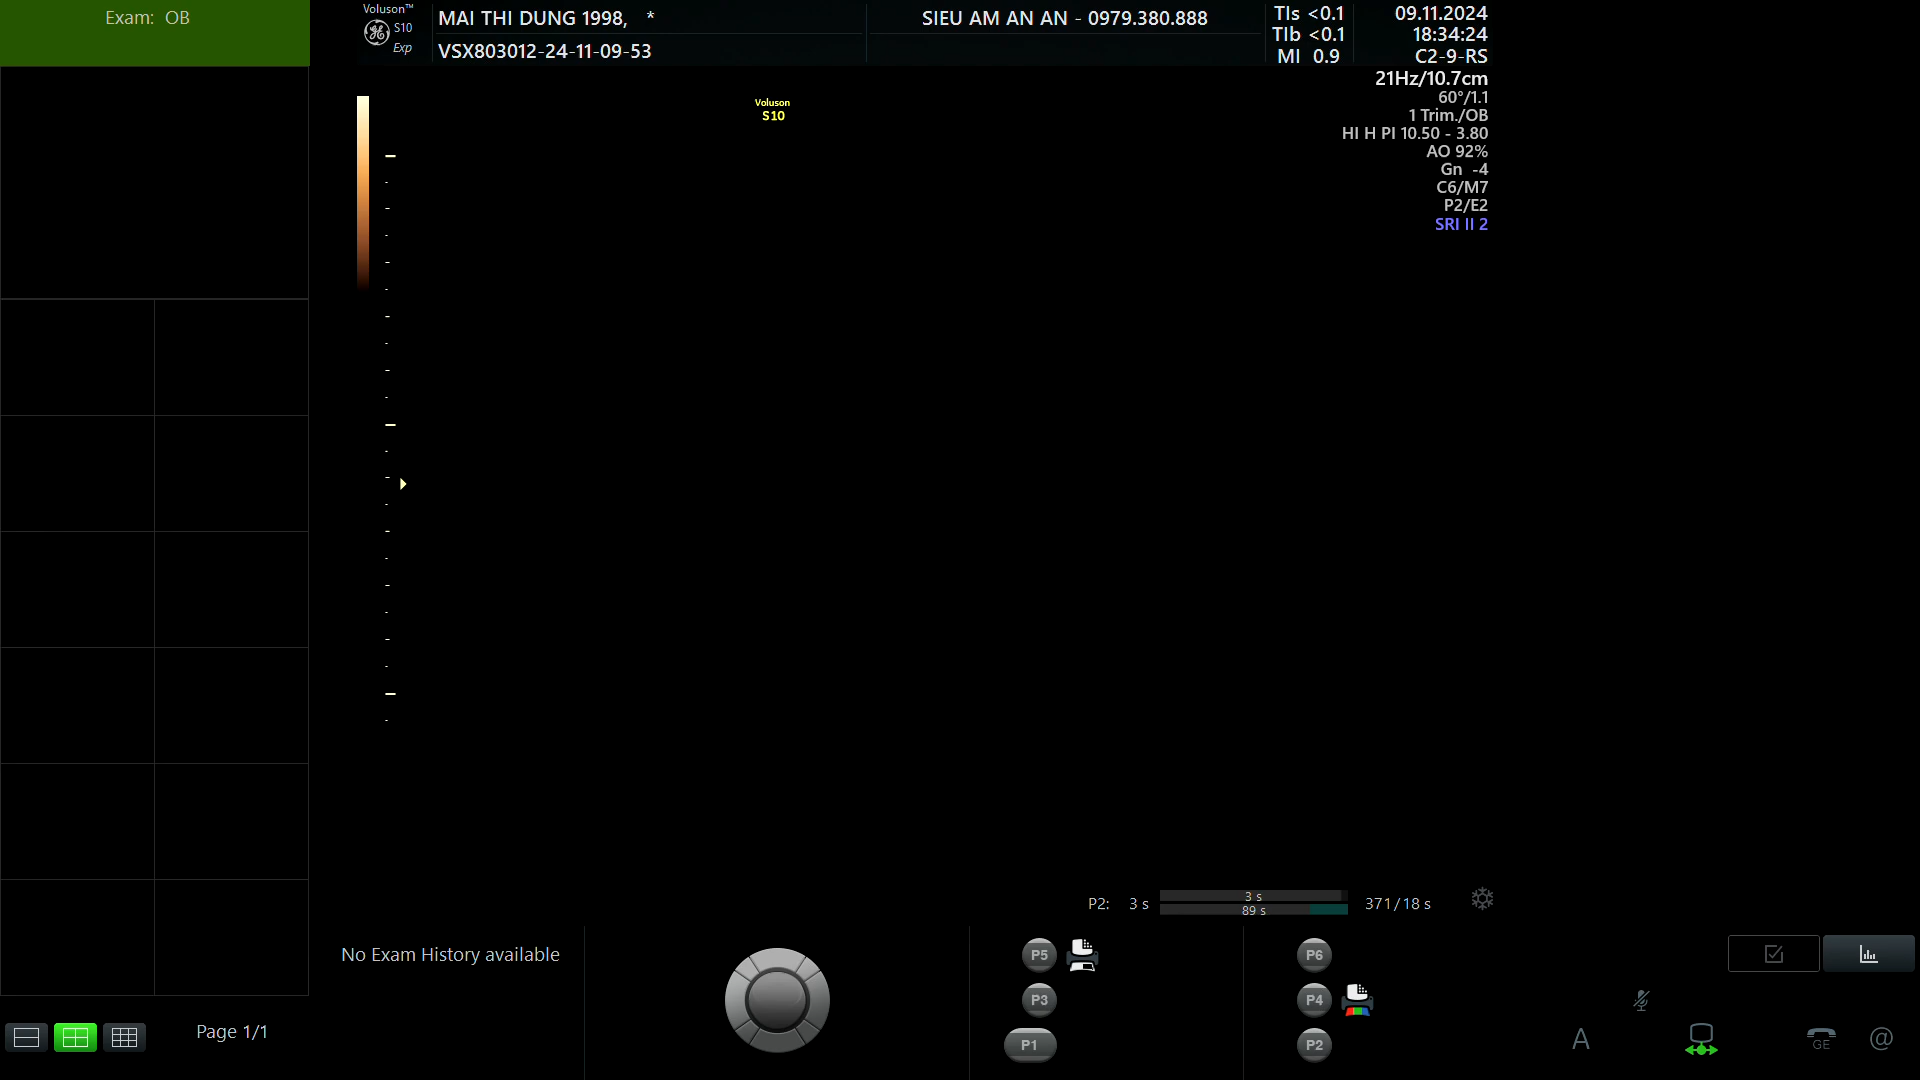 Exam: OB
Voluson™
S10
Exp
MAI THI DUNG 1998, *
VSX803012-24-11-09-53
SIEU AM AN AN - 0979.380.888
TIs <0.1
TIb <0.1
MI 0.9
09.11.2024
18:34:24
C2-9-RS
21Hz/10.7cm
60°/1.1
1 Trim./OB
HI H PI 10.50 - 3.80
AO 92%
Gn -4
C6/M7
P2/E2
SRI II 2
Voluson
S10
P2: 3 s
3 s
89 s
371/18 s
No Exam History available
P5
P3
P1
P6
P4
P2
Page 1/1
A
GE
@